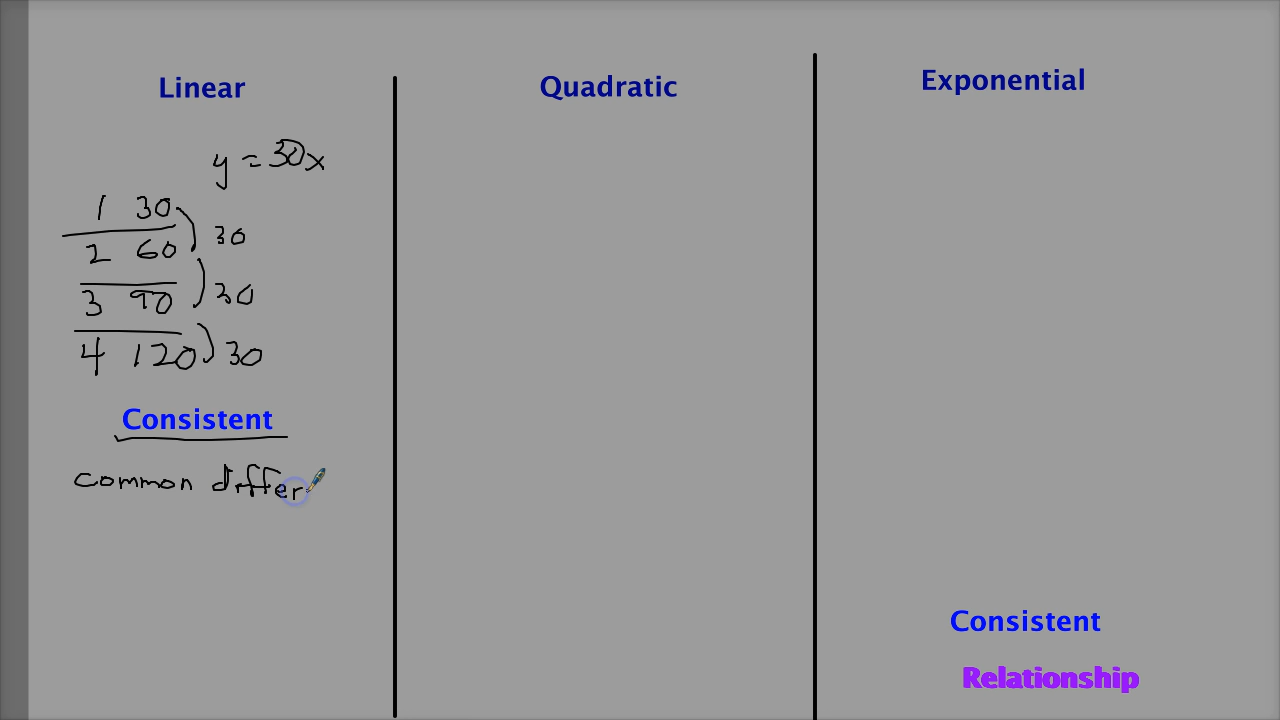 Linear
y = 30x
1 30
30
2 60
30
3 90
30
4 120
Consistent
common differ
Quadratic
Exponential
Consistent
Relationship